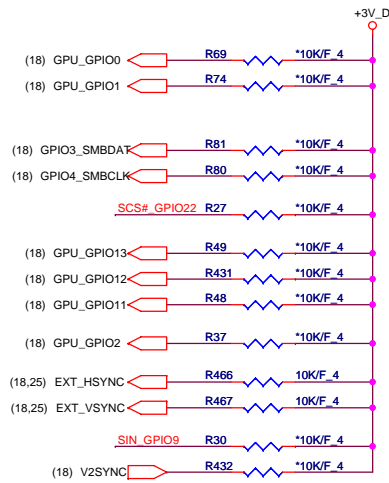 +3V_D
(18) GPU_GPIO0 R69 *10K/F_4
(18) GPU_GPIO1 R74 *10K/F_4
(18) GPIO3_SMBDAT R81 *10K/F_4
(18) GPIO4_SMBCLK R80 *10K/F_4
SCS#_GPIO22 R27 *10K/F_4
(18) GPU_GPIO13 R49 *10K/F_4
(18) GPU_GPIO12 R431 *10K/F_4
(18) GPU_GPIO11 R48 *10K/F_4
(18) GPU_GPIO2 R37 *10K/F_4
(18,25) EXT_HSYNC R466 10K/F_4
(18,25) EXT_VSYNC R467 10K/F_4
SIN_GPIO9 R30 *10K/F_4
(18) V2SYNC R432 *10K/F_4